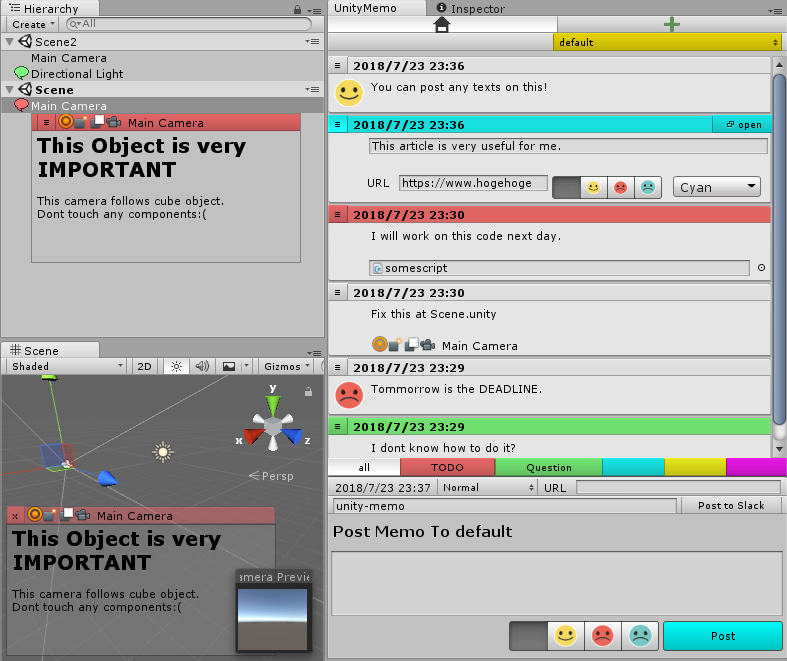 Hierarchy
Create
All
Scene2
Main Camera
Directional Light
Scene
Main Camera
Main Camera
This Object is very
IMPORTANT
This camera follows cube object.
Dont touch any components:(
Scene
Shaded
2D
Gizmos
y
x
z
Persp
Main Camera
This Object is very
IMPORTANT
This camera follows cube object.
Dont touch any components:(
amera Previe
UnityMemo
Inspector
default
2018/7/23 23:36
You can post any texts on this!
2018/7/23 23:36
open
This article is very useful for me.
URL
https://www.hogehoge
Cyan
2018/7/23 23:30
I will work on this code next day.
somescript
2018/7/23 23:30
Fix this at Scene.unity
Main Camera
2018/7/23 23:29
Tommorrow is the DEADLINE.
2018/7/23 23:29
I dont know how to do it?
all
TODO
Question
2018/7/23 23:37
Normal
URL
unity-memo
Post to Slack
Post Memo To default
Post